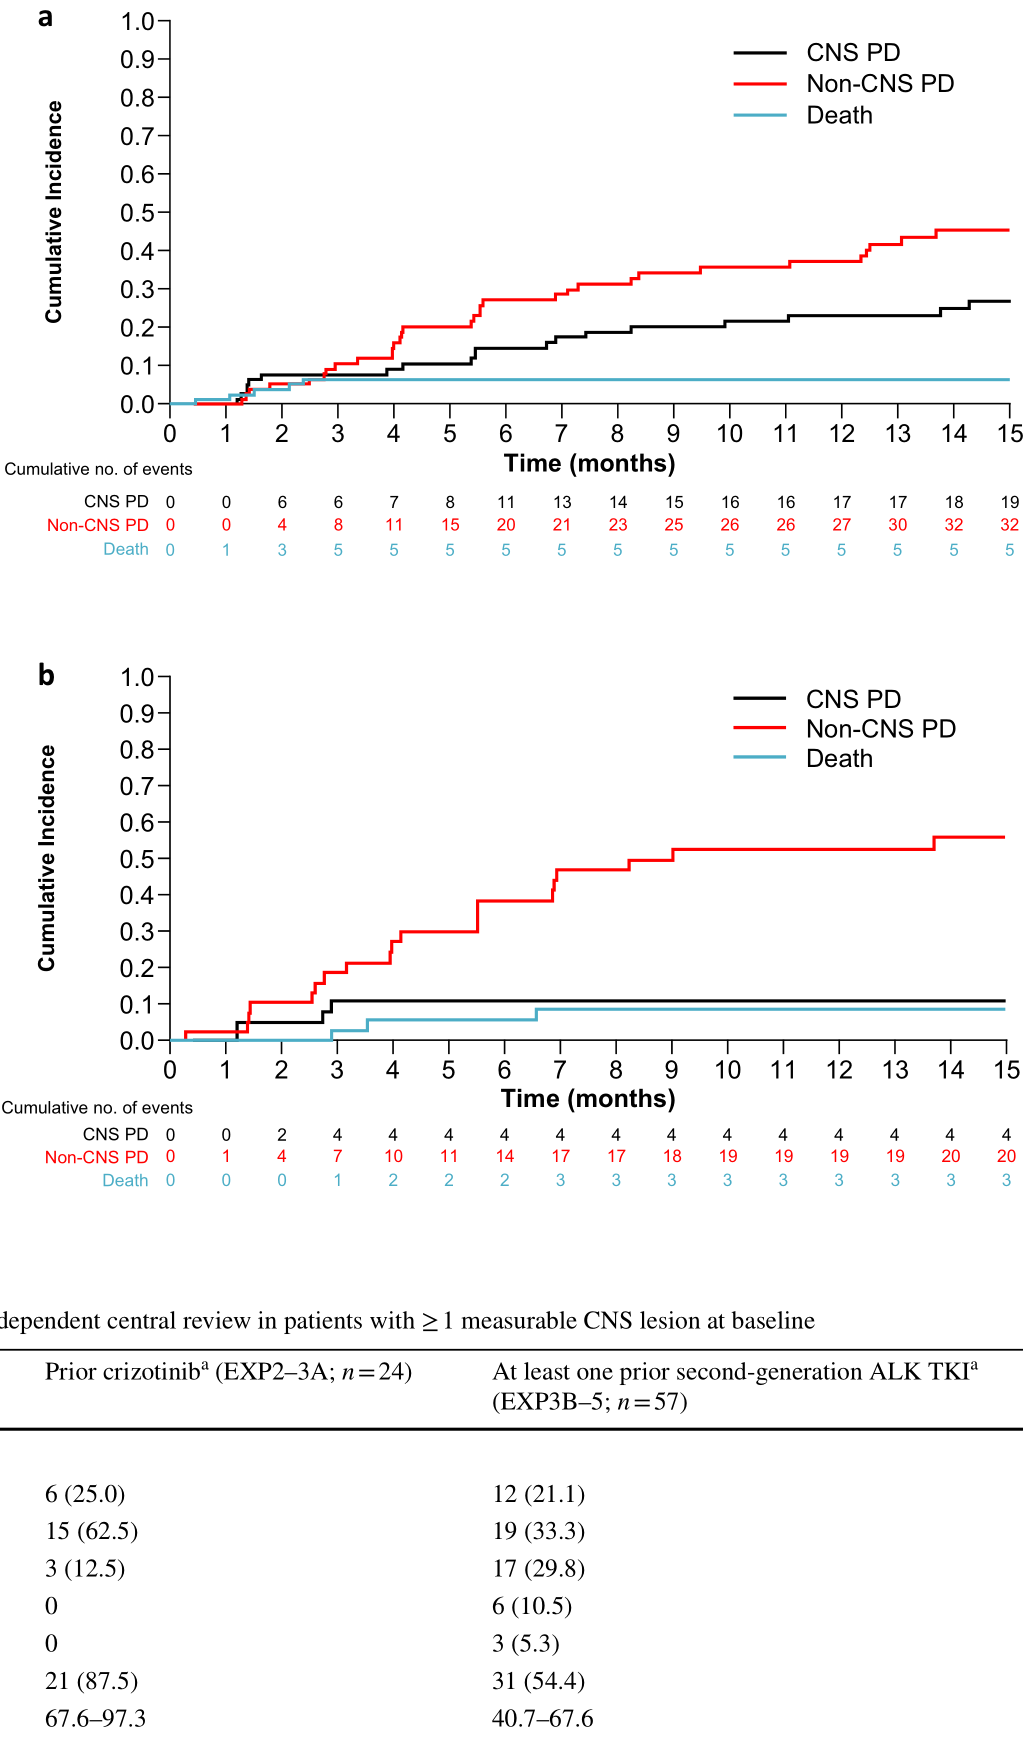 a
Cumulative Incidence
1.0
0.9
0.8
0.7
0.6
0.5
0.4
0.3
0.2
0.1
0.0
CNS PD
Non-CNS PD
Death
0 1 2 3 4 5 6 7 8 9 10 11 12 13 14 15
Time (months)
Cumulative no. of events
CNS PD 0 0 6 6 7 8 11 13 14 15 16 16 17 17 18 19
Non-CNS PD 0 0 4 8 11 15 20 21 23 25 26 26 27 30 32 32
Death 0 1 3 5 5 5 5 5 5 5 5 5 5 5 5 5
b
Cumulative Incidence
1.0
0.9
0.8
0.7
0.6
0.5
0.4
0.3
0.2
0.1
0.0
CNS PD
Non-CNS PD
Death
0 1 2 3 4 5 6 7 8 9 10 11 12 13 14 15
Time (months)
Cumulative no. of events
CNS PD 0 0 2 4 4 4 4 4 4 4 4 4 4 4 4 4
Non-CNS PD 0 1 4 7 10 11 14 17 17 18 19 19 19 19 20 20
Death 0 0 0 1 2 2 2 3 3 3 3 3 3 3 3 3
dependent central review in patients with ≥1 measurable CNS lesion at baseline
Prior crizotinibᵃ (EXP2–3A; n=24) At least one prior second-generation ALK TKIᵃ
(EXP3B–5; n=57)
6 (25.0) 12 (21.1)
15 (62.5) 19 (33.3)
3 (12.5) 17 (29.8)
0 6 (10.5)
0 3 (5.3)
21 (87.5) 31 (54.4)
67.6–97.3 40.7–67.6